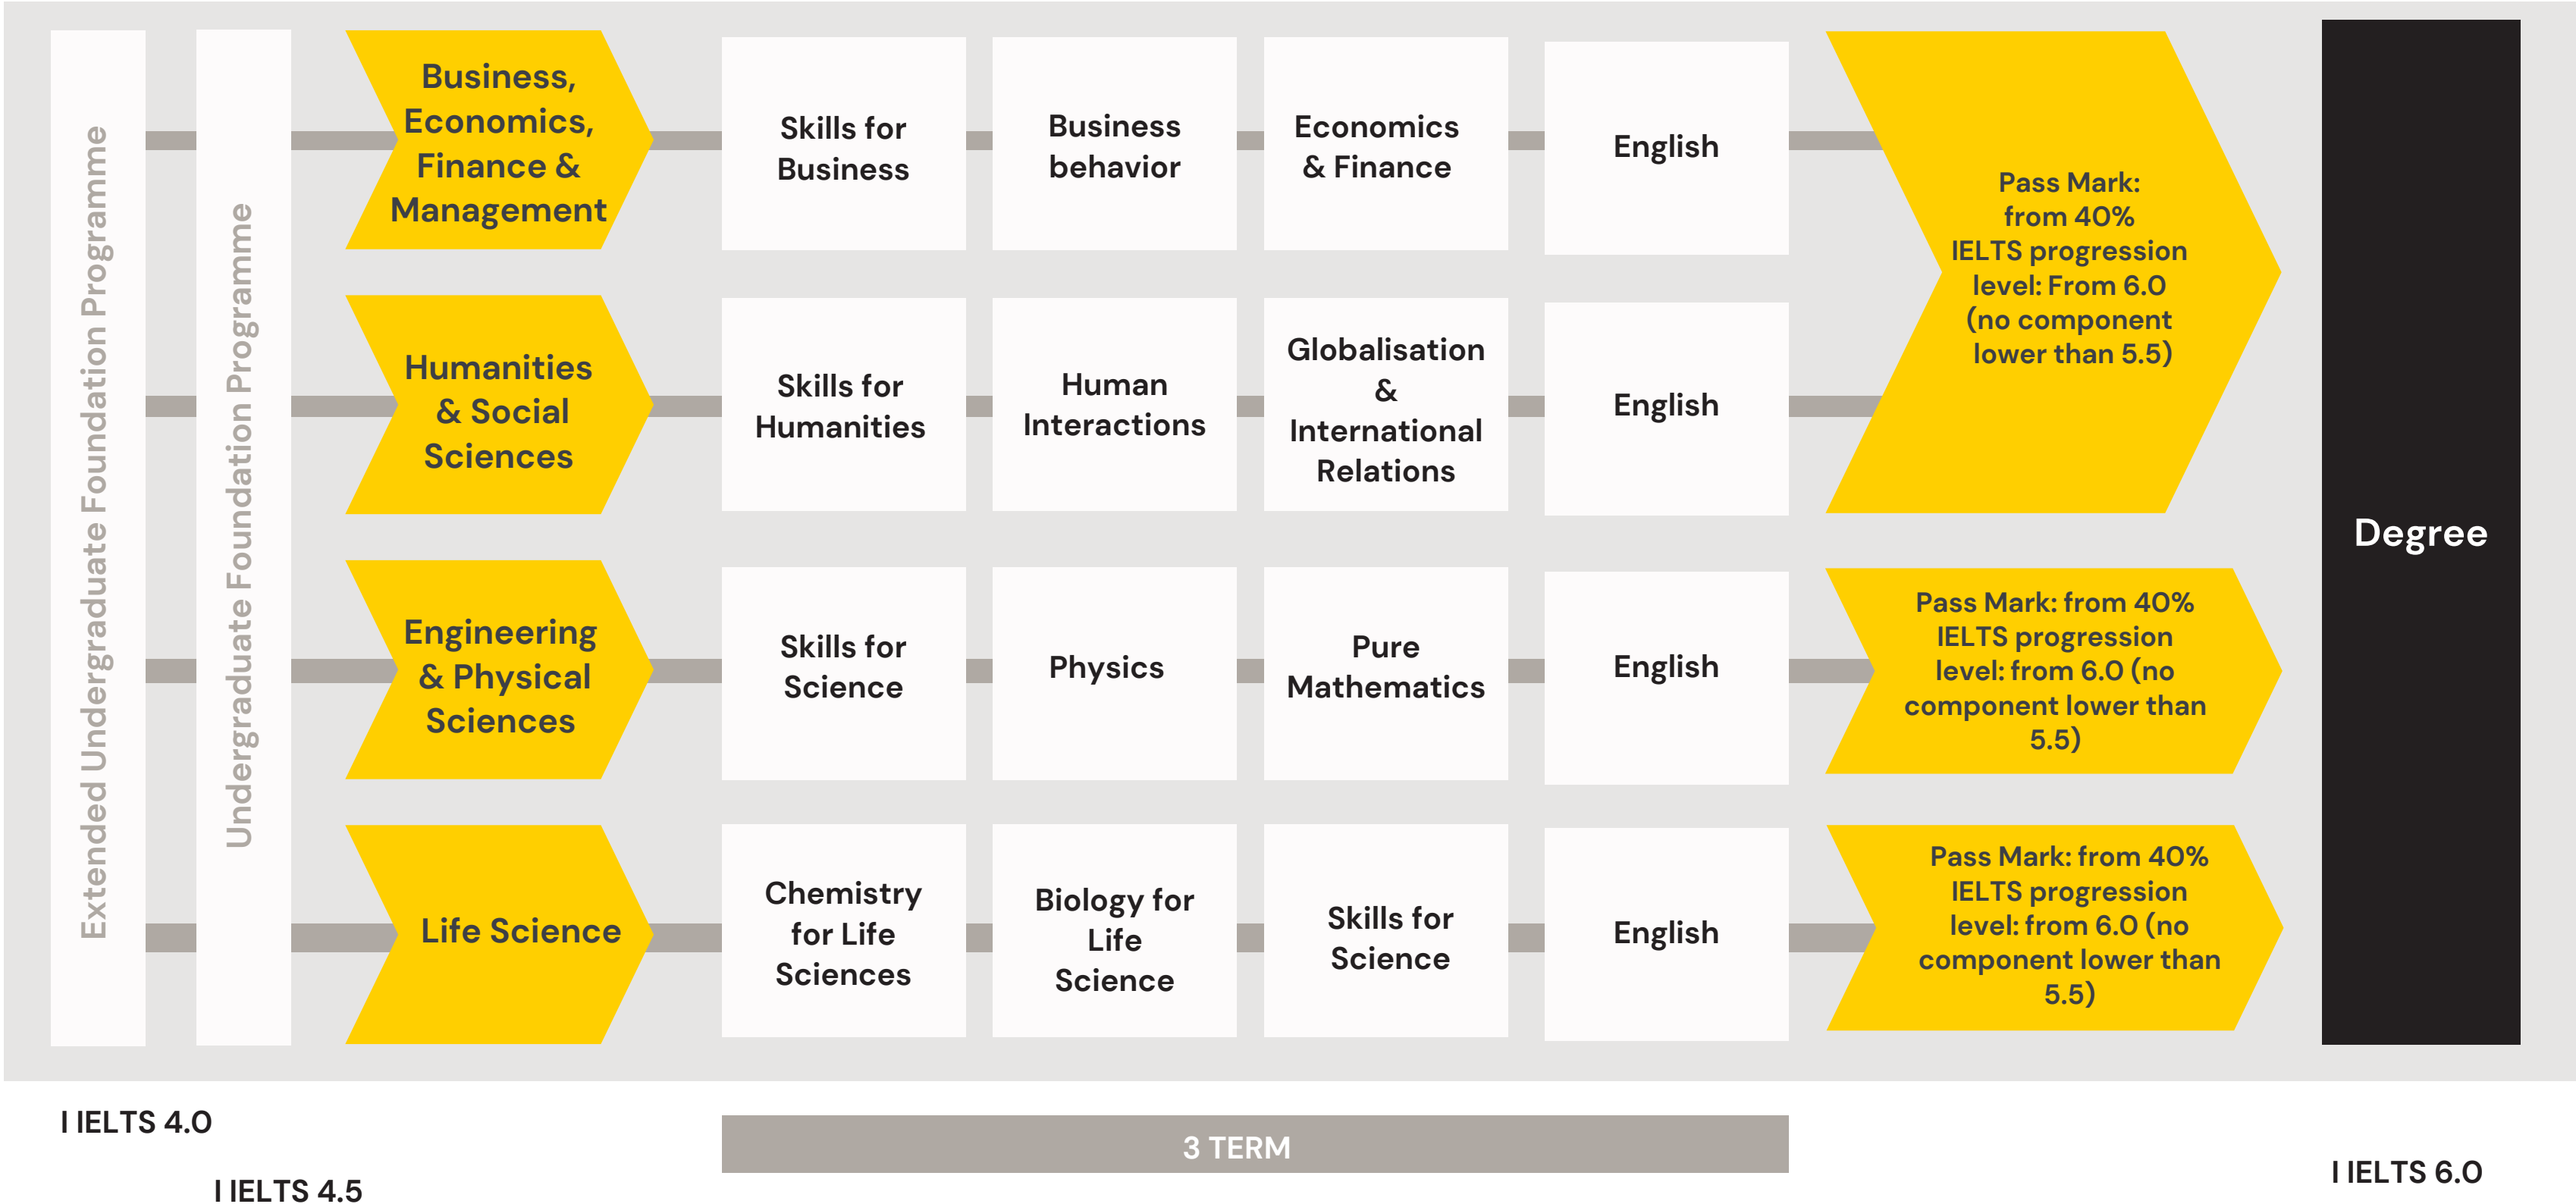 Extended Undergraduate Foundation Programme
Undergraduate Foundation Programme
Business,
Economics,
Finance &
Management
Skills for
Business
Business
behavior
Economics
& Finance
English
Humanities
& Social
Sciences
Skills for
Humanities
Human
Interactions
Globalisation
&
International
Relations
English
Pass Mark:
from 40%
IELTS progression
level: From 6.0
(no component
lower than 5.5)
Engineering
& Physical
Sciences
Skills for
Science
Physics
Pure
Mathematics
English
Pass Mark: from 40%
IELTS progression
level: from 6.0 (no
component lower than
5.5)
Life Science
Chemistry
for Life
Sciences
Biology for
Life
Science
Skills for
Science
English
Pass Mark: from 40%
IELTS progression
level: from 6.0 (no
component lower than
5.5)
Degree
I IELTS 4.0
I IELTS 4.5
3 TERM
I IELTS 6.0